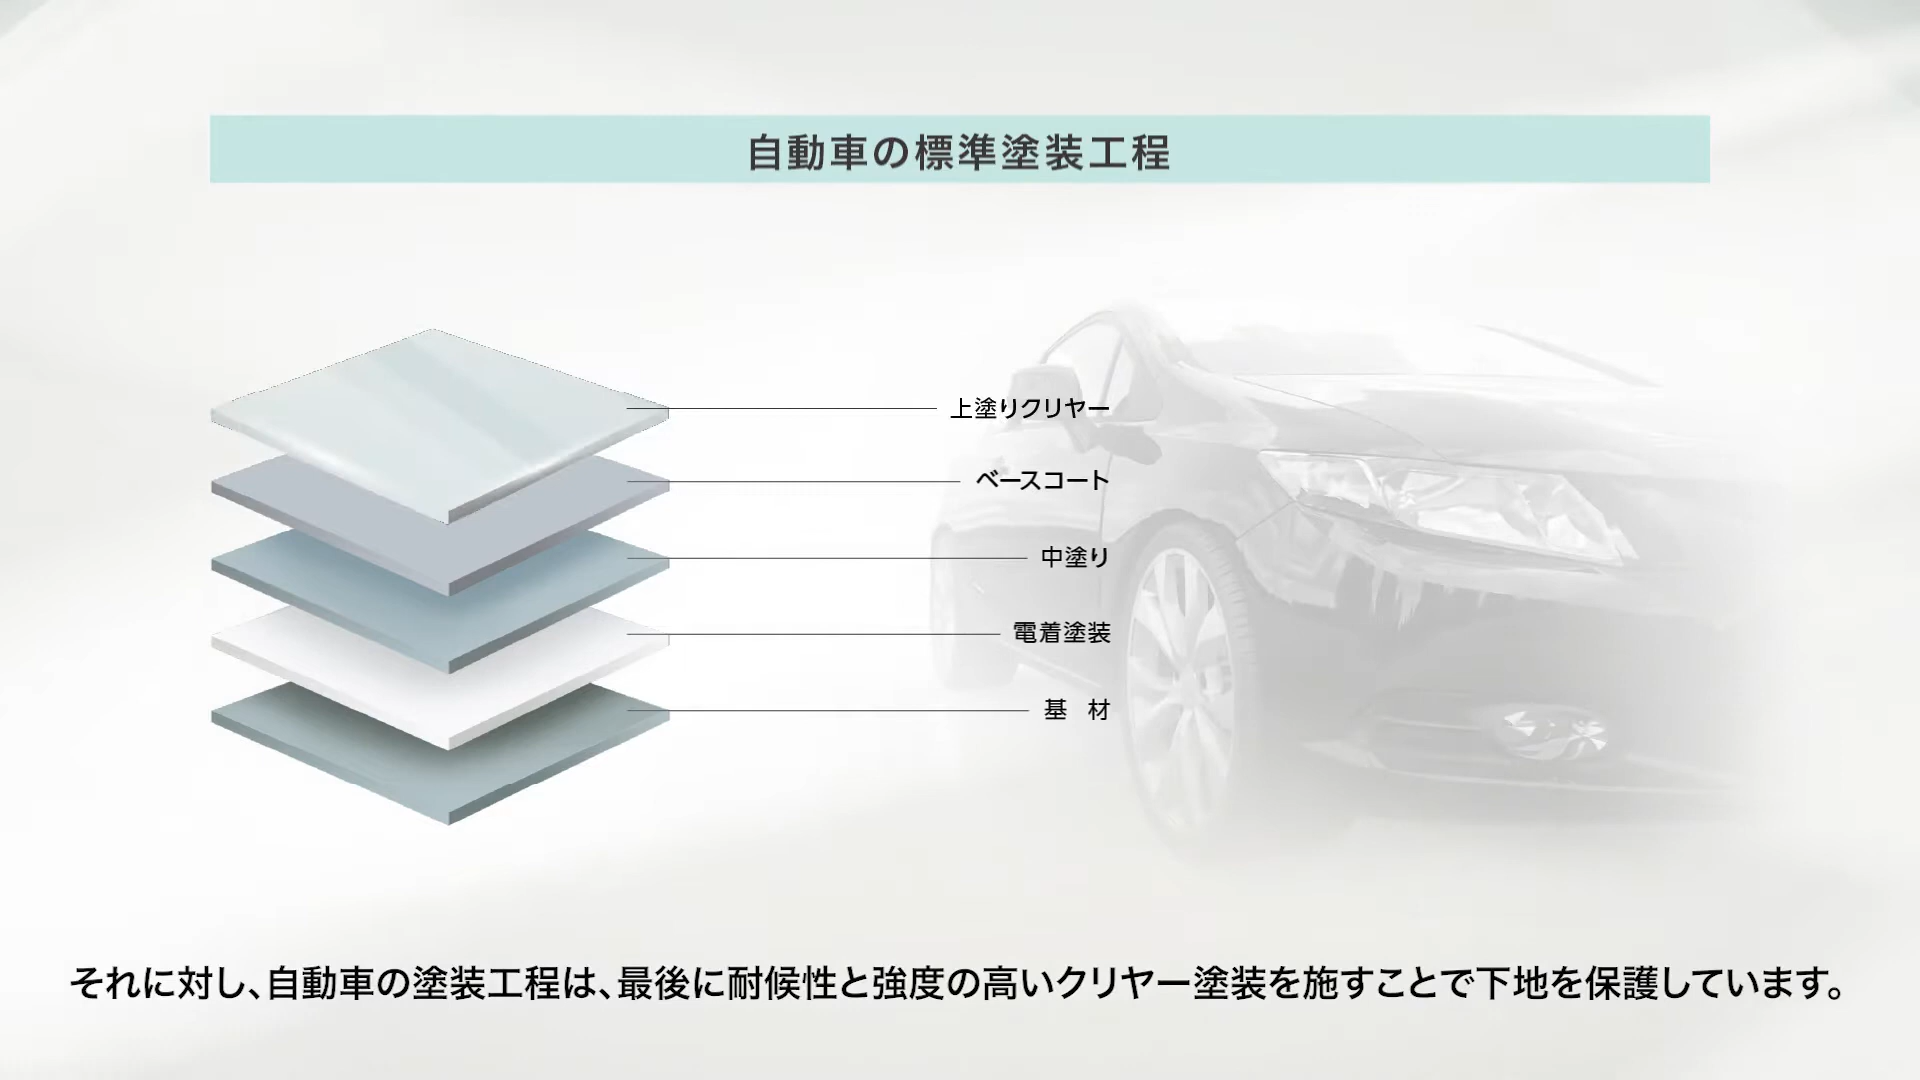 自動車の標準塗装工程
上塗りクリヤー
ベースコート
中塗り
電着塗装
基 材
それに対し、自動車の塗装工程は、最後に耐候性と強度の高いクリヤー塗装を施すことで下地を保護しています。